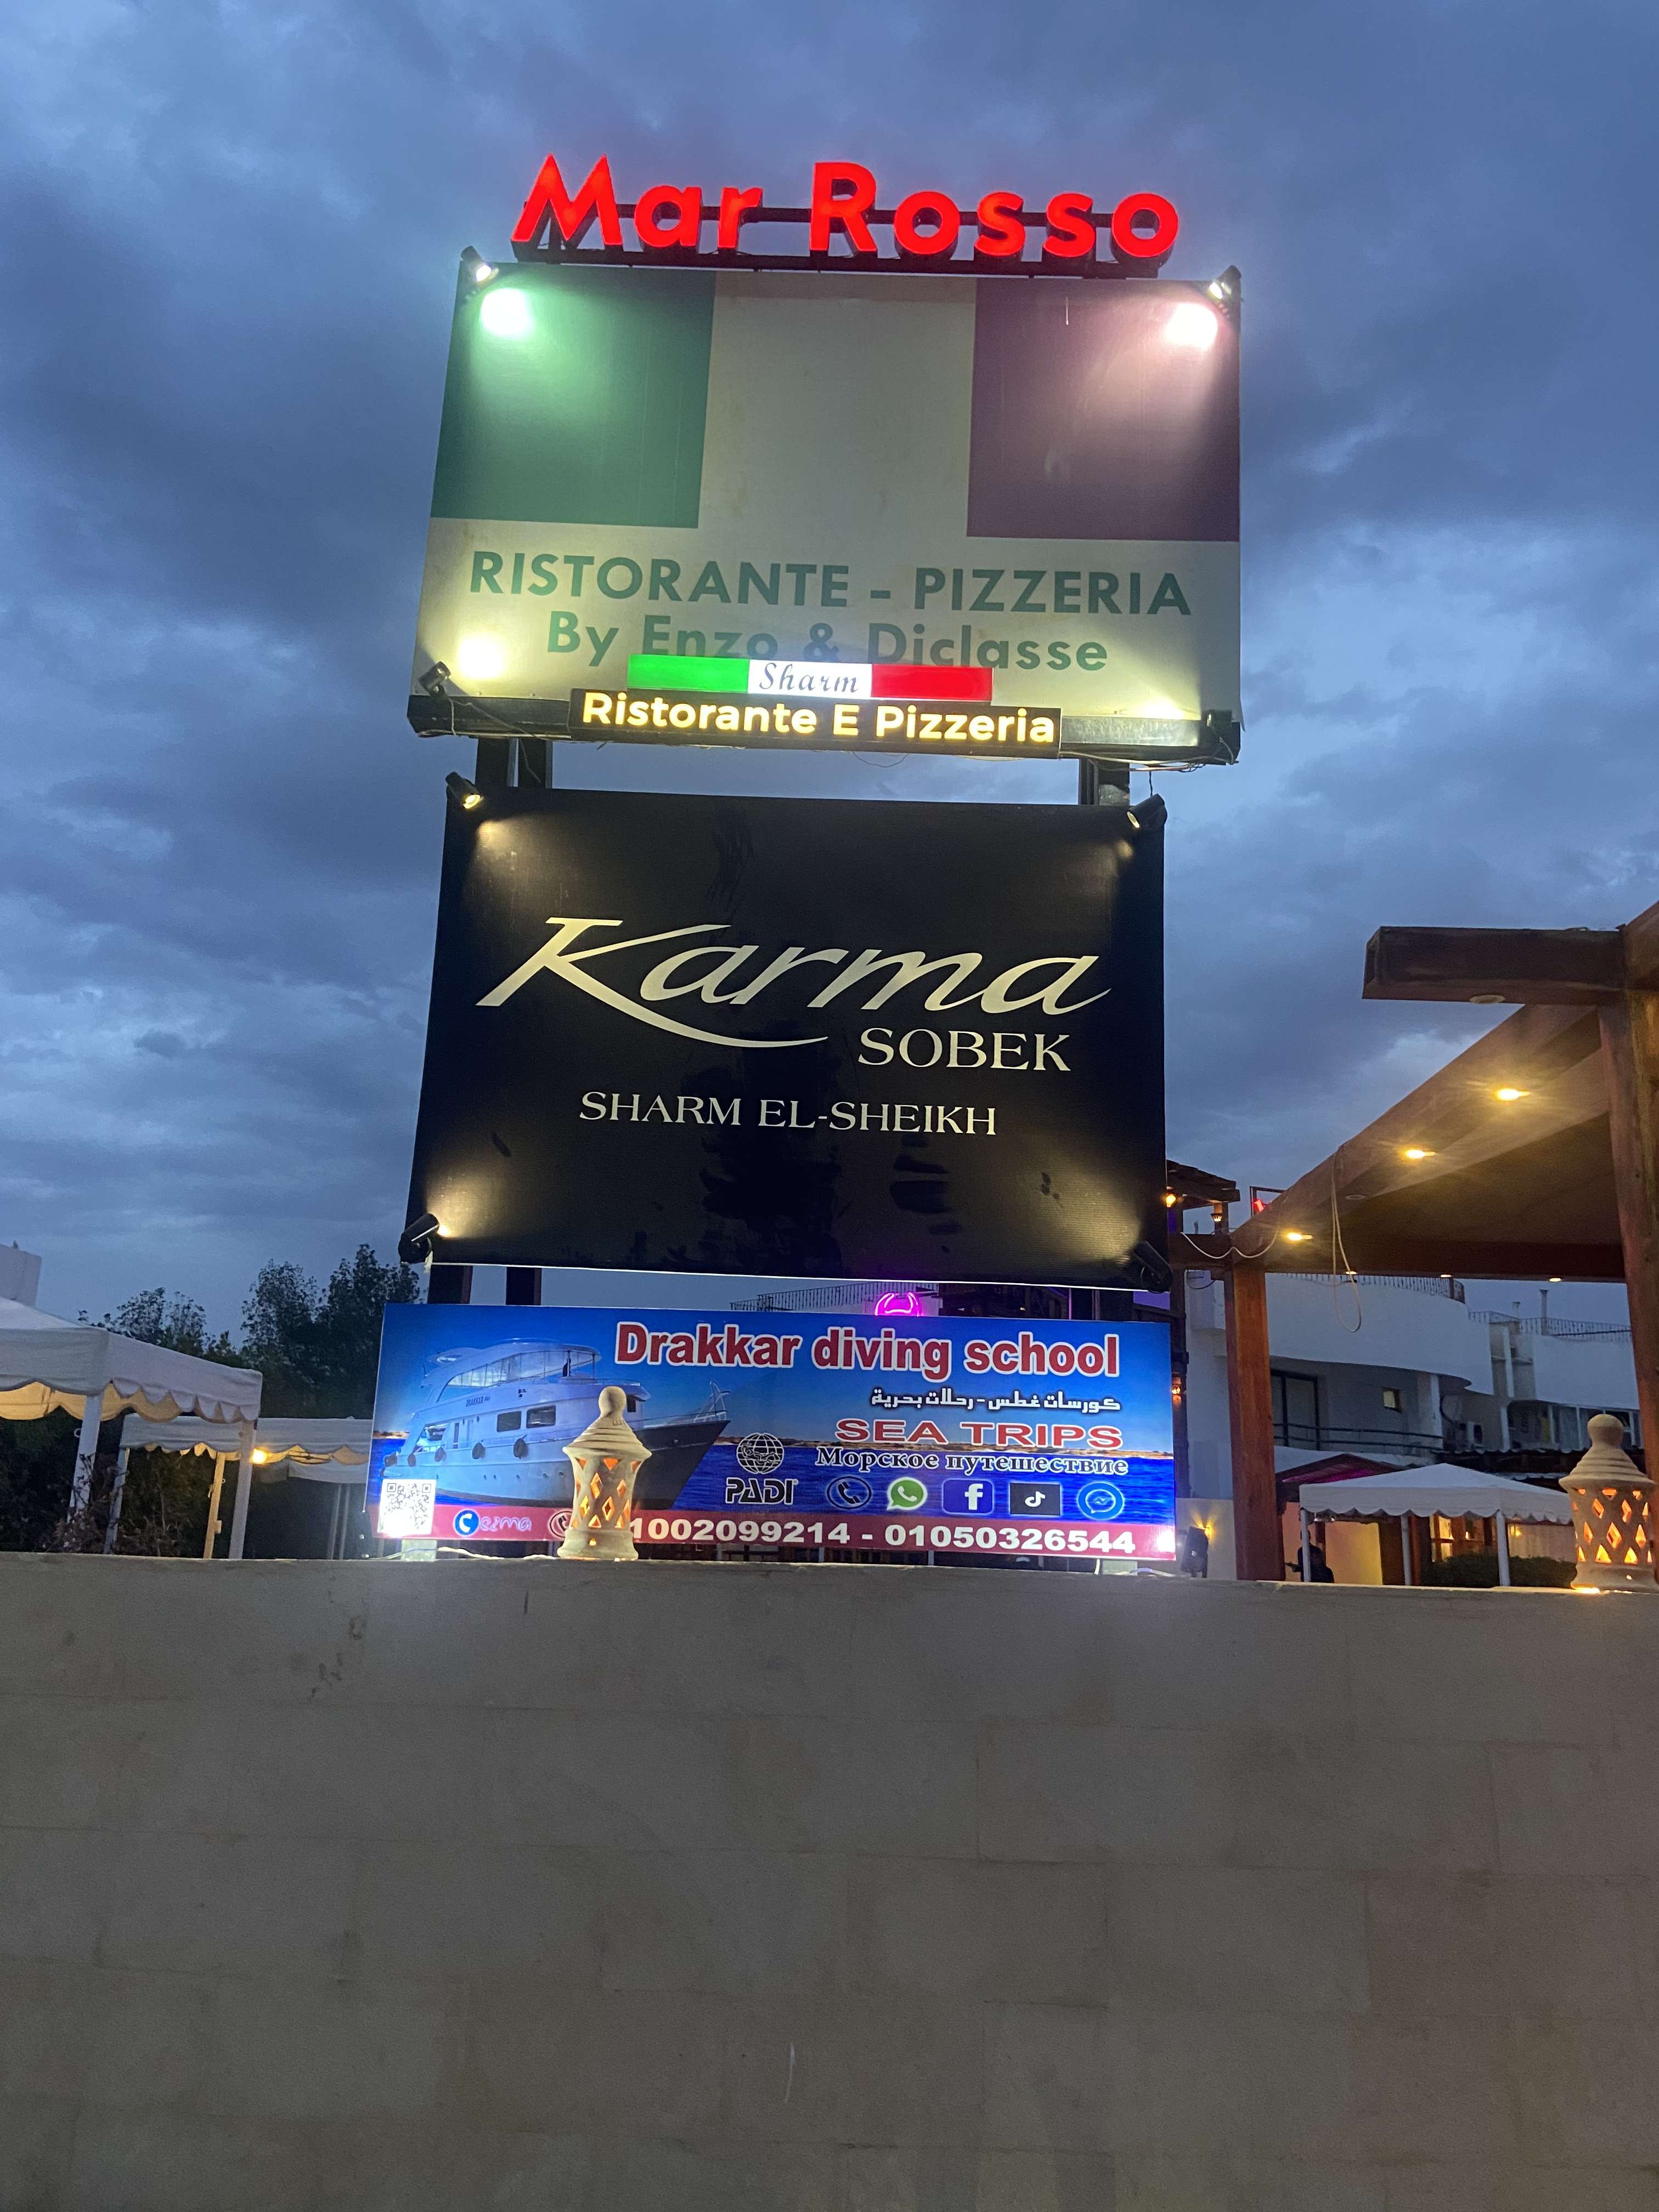 Mar Rosso
RISTORANTE - PIZZERIA
By Enzo & Diclasse
Sharm
Ristorante E Pizzeria
Karma
SOBEK
SHARM EL-SHEIKH
Drakkar diving school
كورسات غطس - رحلات بحرية
SEA TRIPS
Морское путешествие
PADI
1002099214 - 01050326544